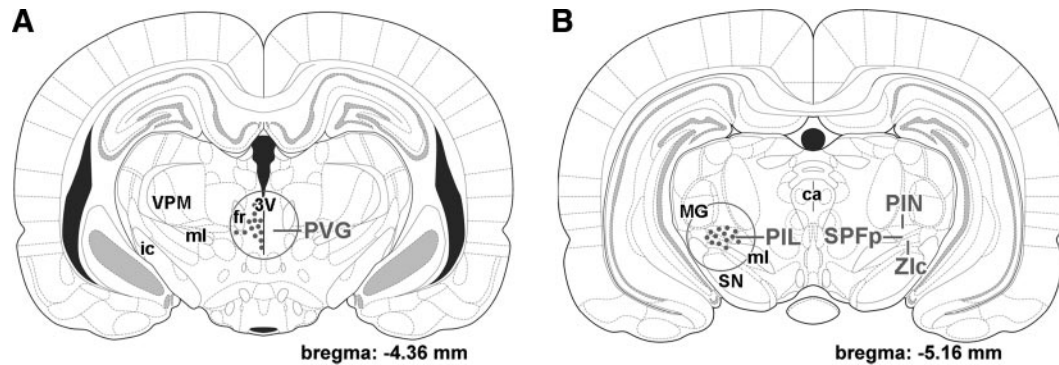 A
VPM
3V
fr
PVG
ml
ic
bregma: -4.36 mm
B
ca
MG
PIN
PIL
SPFp
ml
ZIc
SN
bregma: -5.16 mm